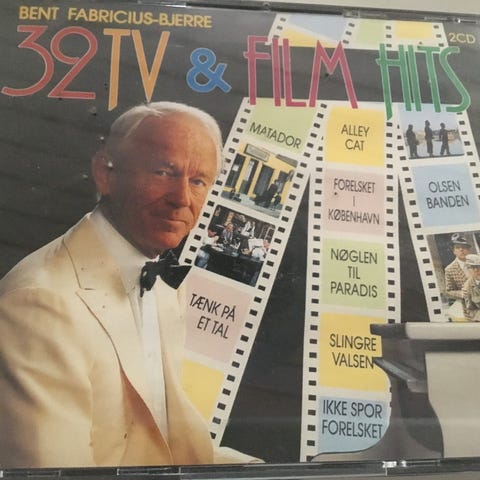 BENT FABRICIUS-BJERRE
2CD
32 TV & FILM HITS
MATADOR
ALLEY
CAT
FORELSKET
I
KØBENHAVN
OLSEN
BANDEN
NØGLEN
TIL
PARADIS
TÆNK PÅ
ET TAL
SLINGRE
VALSEN
IKKE SPOR
FORELSKET